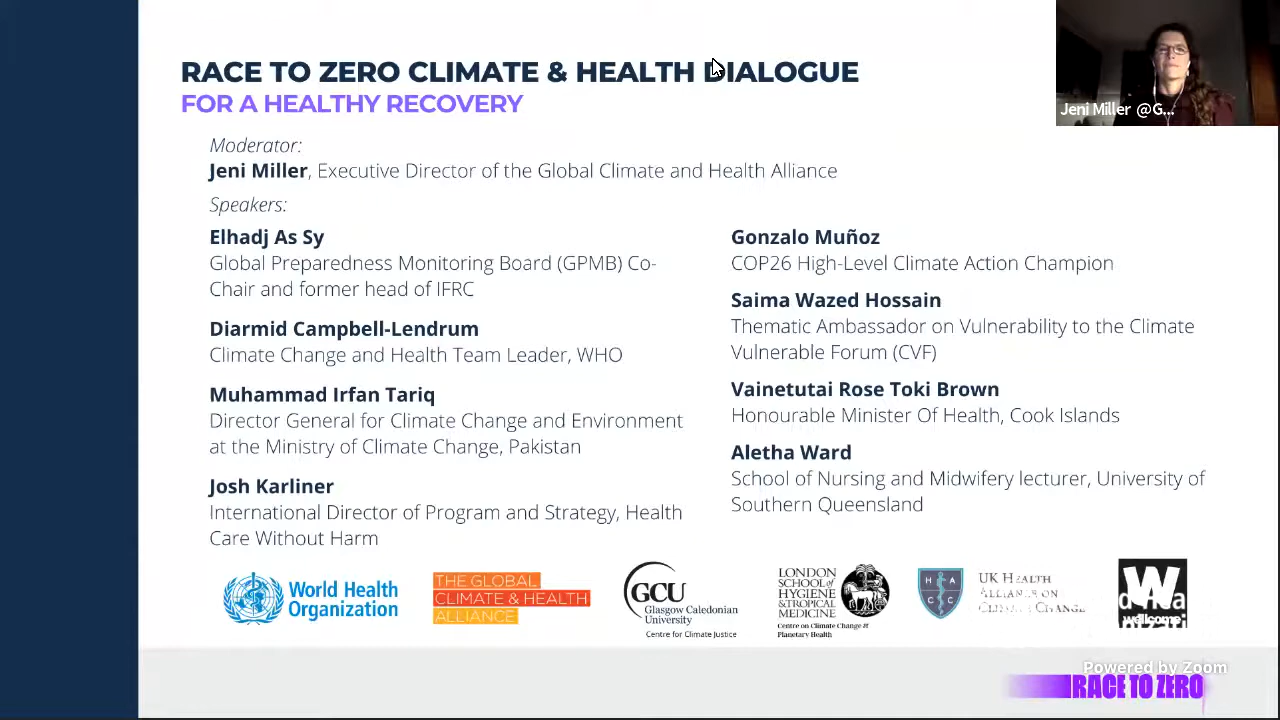 RACE TO ZERO CLIMATE & HEALTH DIALOGUE
FOR A HEALTHY RECOVERY
Jeni Miller @G...
Moderator:
Jeni Miller, Executive Director of the Global Climate and Health Alliance
Speakers:
Elhadj As Sy
Global Preparedness Monitoring Board (GPMB) Co-
Chair and former head of IFRC
Diarmid Campbell-Lendrum
Climate Change and Health Team Leader, WHO
Muhammad Irfan Tariq
Director General for Climate Change and Environment
at the Ministry of Climate Change, Pakistan
Josh Karliner
International Director of Program and Strategy, Health
Care Without Harm
Gonzalo Muñoz
COP26 High-Level Climate Action Champion
Saima Wazed Hossain
Thematic Ambassador on Vulnerability to the Climate
Vulnerable Forum (CVF)
Vainetutai Rose Toki Brown
Honourable Minister Of Health, Cook Islands
Aletha Ward
School of Nursing and Midwifery lecturer, University of
Southern Queensland
World Health
Organization
THE GLOBAL
CLIMATE & HEALTH
ALLIANCE
GCU
Glasgow Caledonian
University
Centre for Climate Justice
LONDON
SCHOOL of
HYGIENE
& TROPICAL
MEDICINE
Centre on Climate Change &
Planetary Health
H A
C C
UK HEALTH
ALLIANCE ON
CLIMATE CHANGE
W
wellcome
Powered by Zoom
RACE TO ZERO